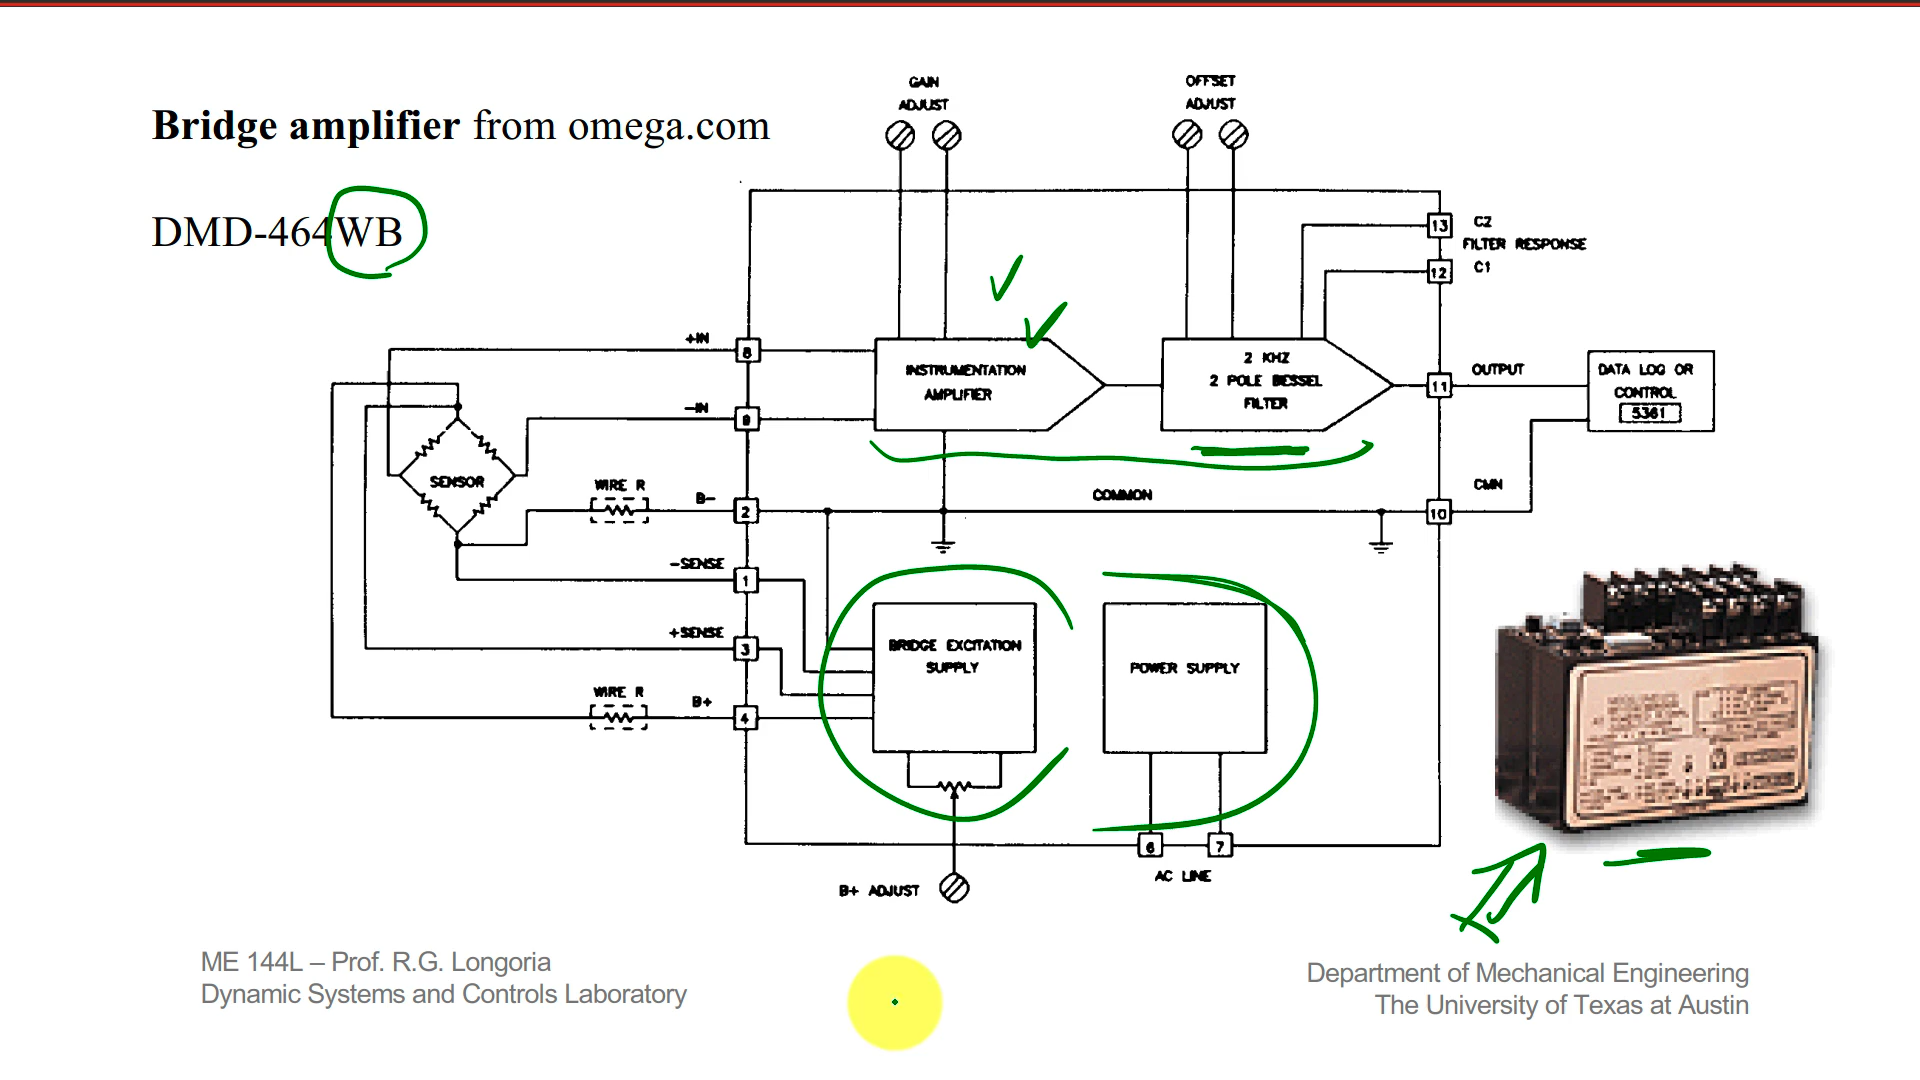 Bridge amplifier from omega.com
DMD-464WB
GAIN
ADJUST
OFFSET
ADJUST
13
C2
FILTER RESPONSE
12
C1
+IN
8
INSTRUMENTATION
AMPLIFIER
2 KHZ
2 POLE BESSEL
FILTER
11
OUTPUT
DATA LOG OR
CONTROL
5361
-IN
9
SENSOR
WIRE R
B-
2
COMMON
CMN
10
-SENSE
1
+SENSE
3
BRIDGE EXCITATION
SUPPLY
POWER SUPPLY
WIRE R
B+
4
6
7
AC LINE
B+ ADJUST
ME 144L – Prof. R.G. Longoria
Dynamic Systems and Controls Laboratory
Department of Mechanical Engineering
The University of Texas at Austin